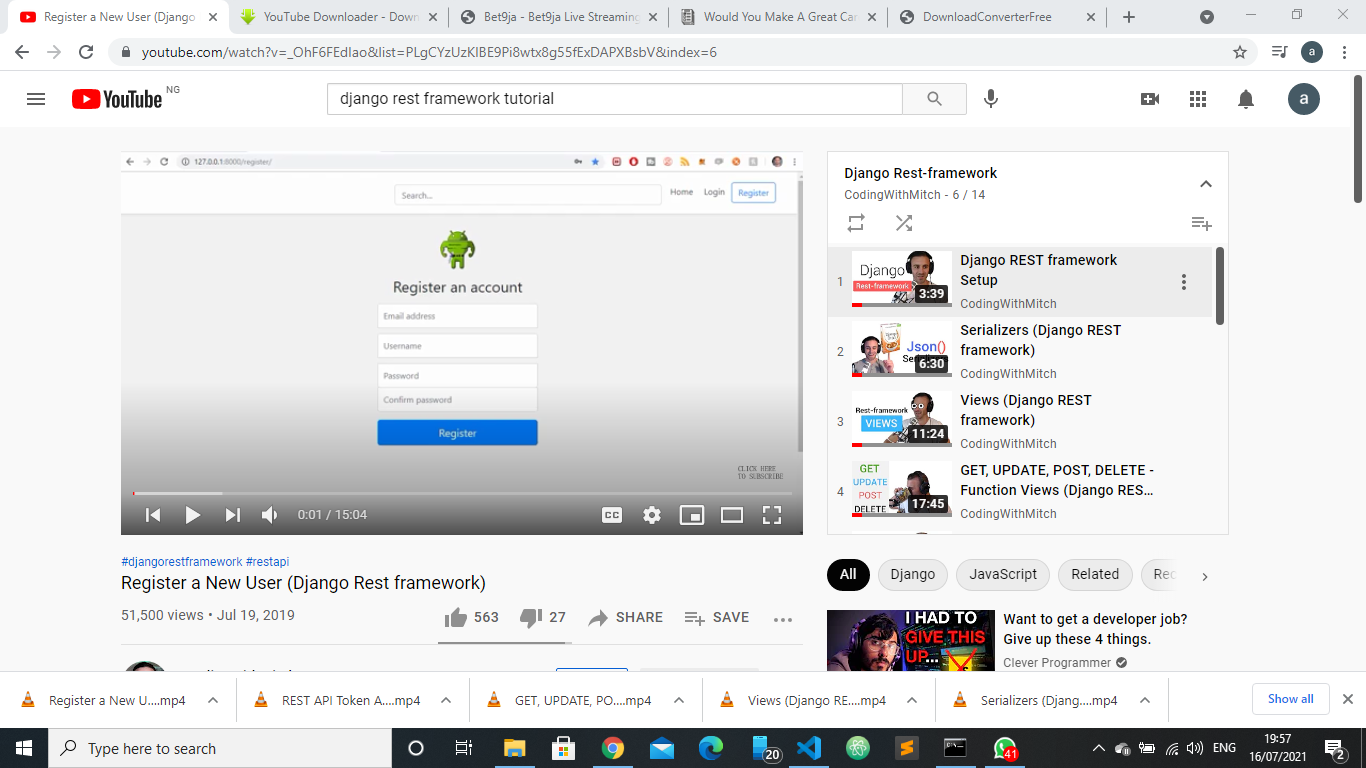 Register a New User (Django
YouTube Downloader - Down
Bet9ja - Bet9ja Live Streaming
Would You Make A Great Car
DownloadConverterFree
youtube.com/watch?v=_OhF6FEdIao&list=PLgCYzUzKIBE9Pi8wtx8g55fExDAPXBsbV&index=6
a
YouTube NG
django rest framework tutorial
a
127.0.0.1:8000/register/
Search...
Home
Login
Register
Register an account
Email address
Username
Password
Confirm password
Register
CLICK HERE
TO SUBSCRIBE
0:01 / 15:04
CC
Django Rest-framework
CodingWithMitch - 6 / 14
1
Django
Rest-framework
3:39
Django REST framework
Setup
CodingWithMitch
2
Json()
6:30
Serializers (Django REST
framework)
CodingWithMitch
3
Rest-framework
VIEWS
11:24
Views (Django REST
framework)
CodingWithMitch
4
GET
UPDATE
POST
DELETE
17:45
GET, UPDATE, POST, DELETE -
Function Views (Django RES...
CodingWithMitch
#djangorestframework #restapi
Register a New User (Django Rest framework)
51,500 views • Jul 19, 2019
563
27
SHARE
SAVE
All
Django
JavaScript
Related
Rec
I HAD TO
GIVE THIS
UP...
Want to get a developer job?
Give up these 4 things.
Clever Programmer
Register a New U....mp4
REST API Token A....mp4
GET, UPDATE, PO....mp4
Views (Django RE....mp4
Serializers (Djang....mp4
Show all
Type here to search
20
41
ENG
19:57
16/07/2021
2